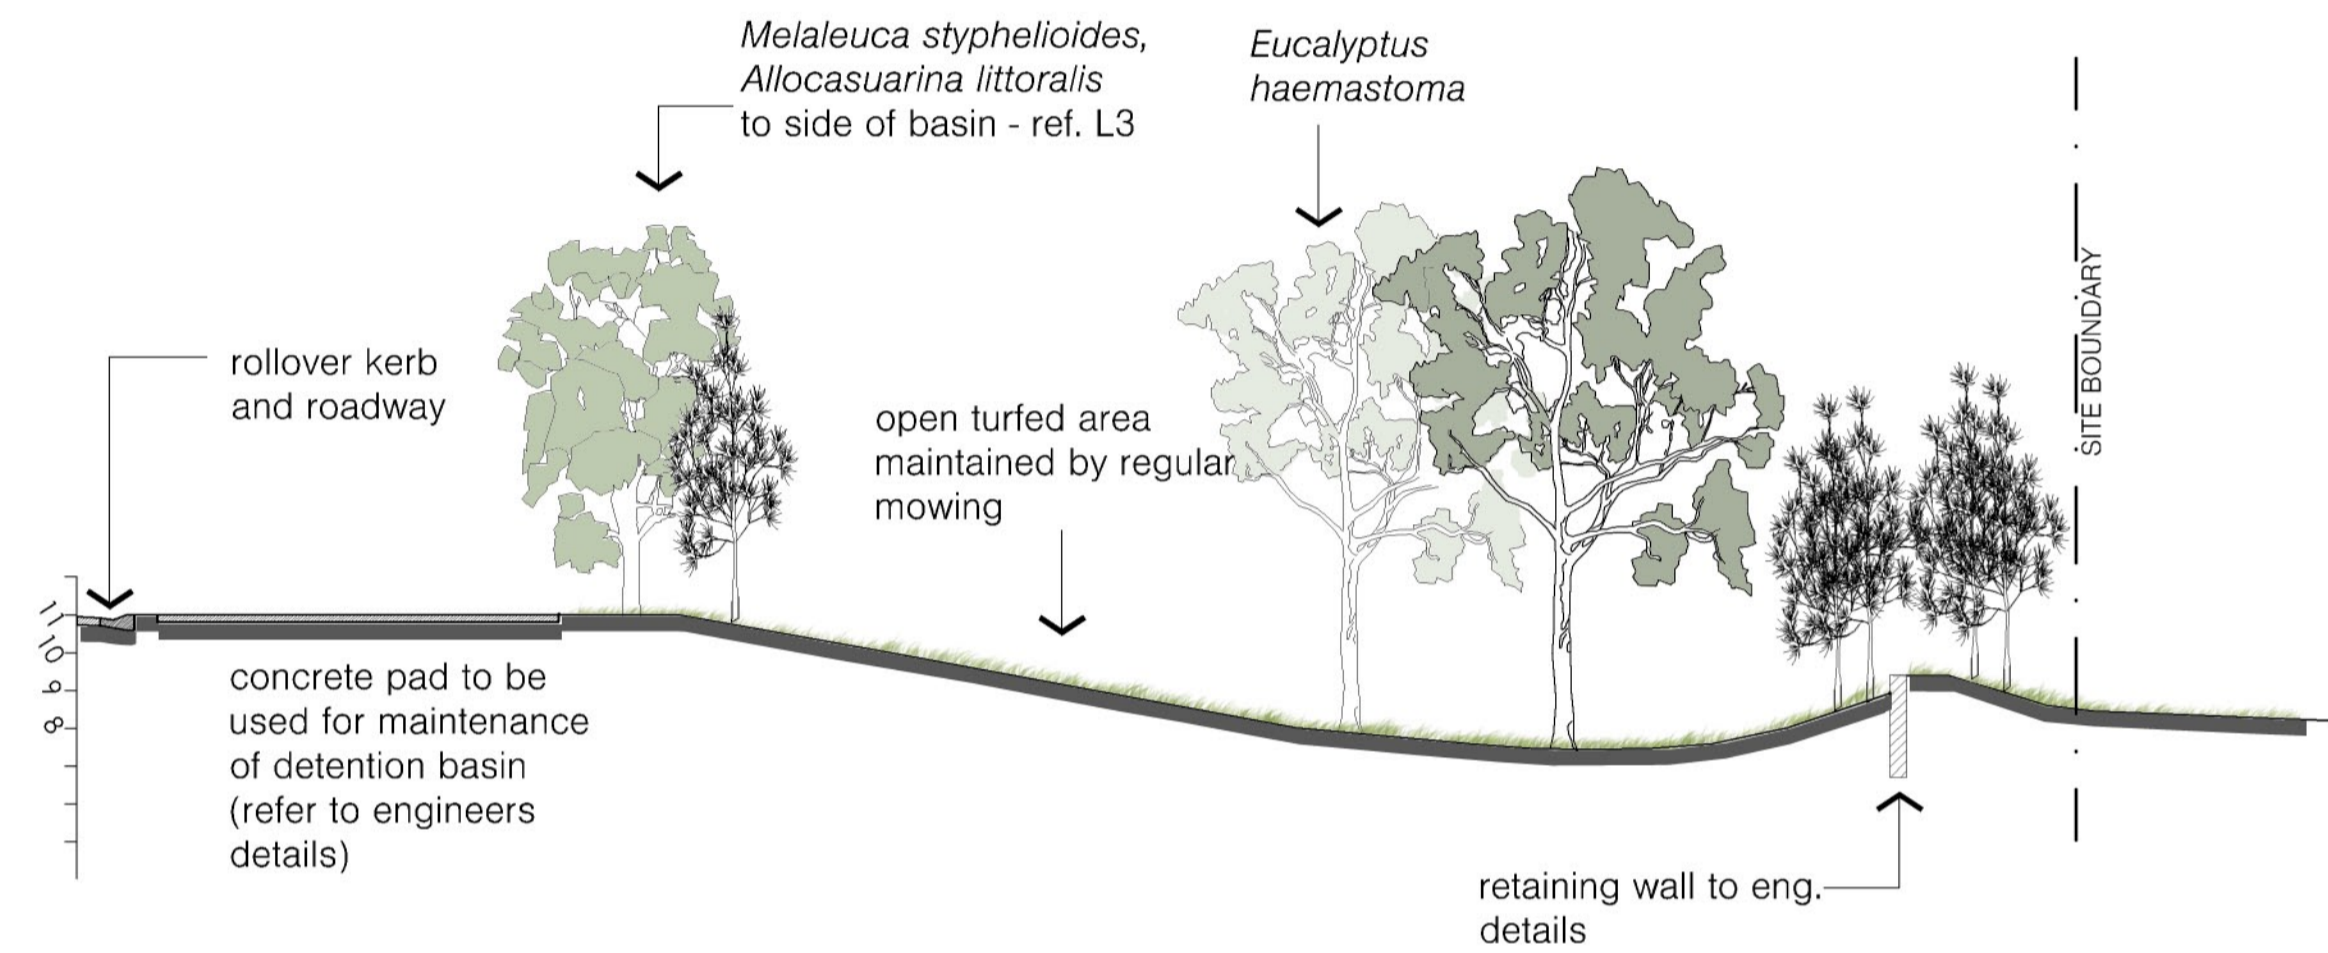 Melaleuca styphelioides,
Allocasuarina littoralis
to side of basin - ref. L3
Eucalyptus
haemastoma
SITE BOUNDARY
rollover kerb
and roadway
open turfed area
maintained by regular
mowing
11
10
9
8
concrete pad to be
used for maintenance
of detention basin
(refer to engineers
details)
retaining wall to eng.
details